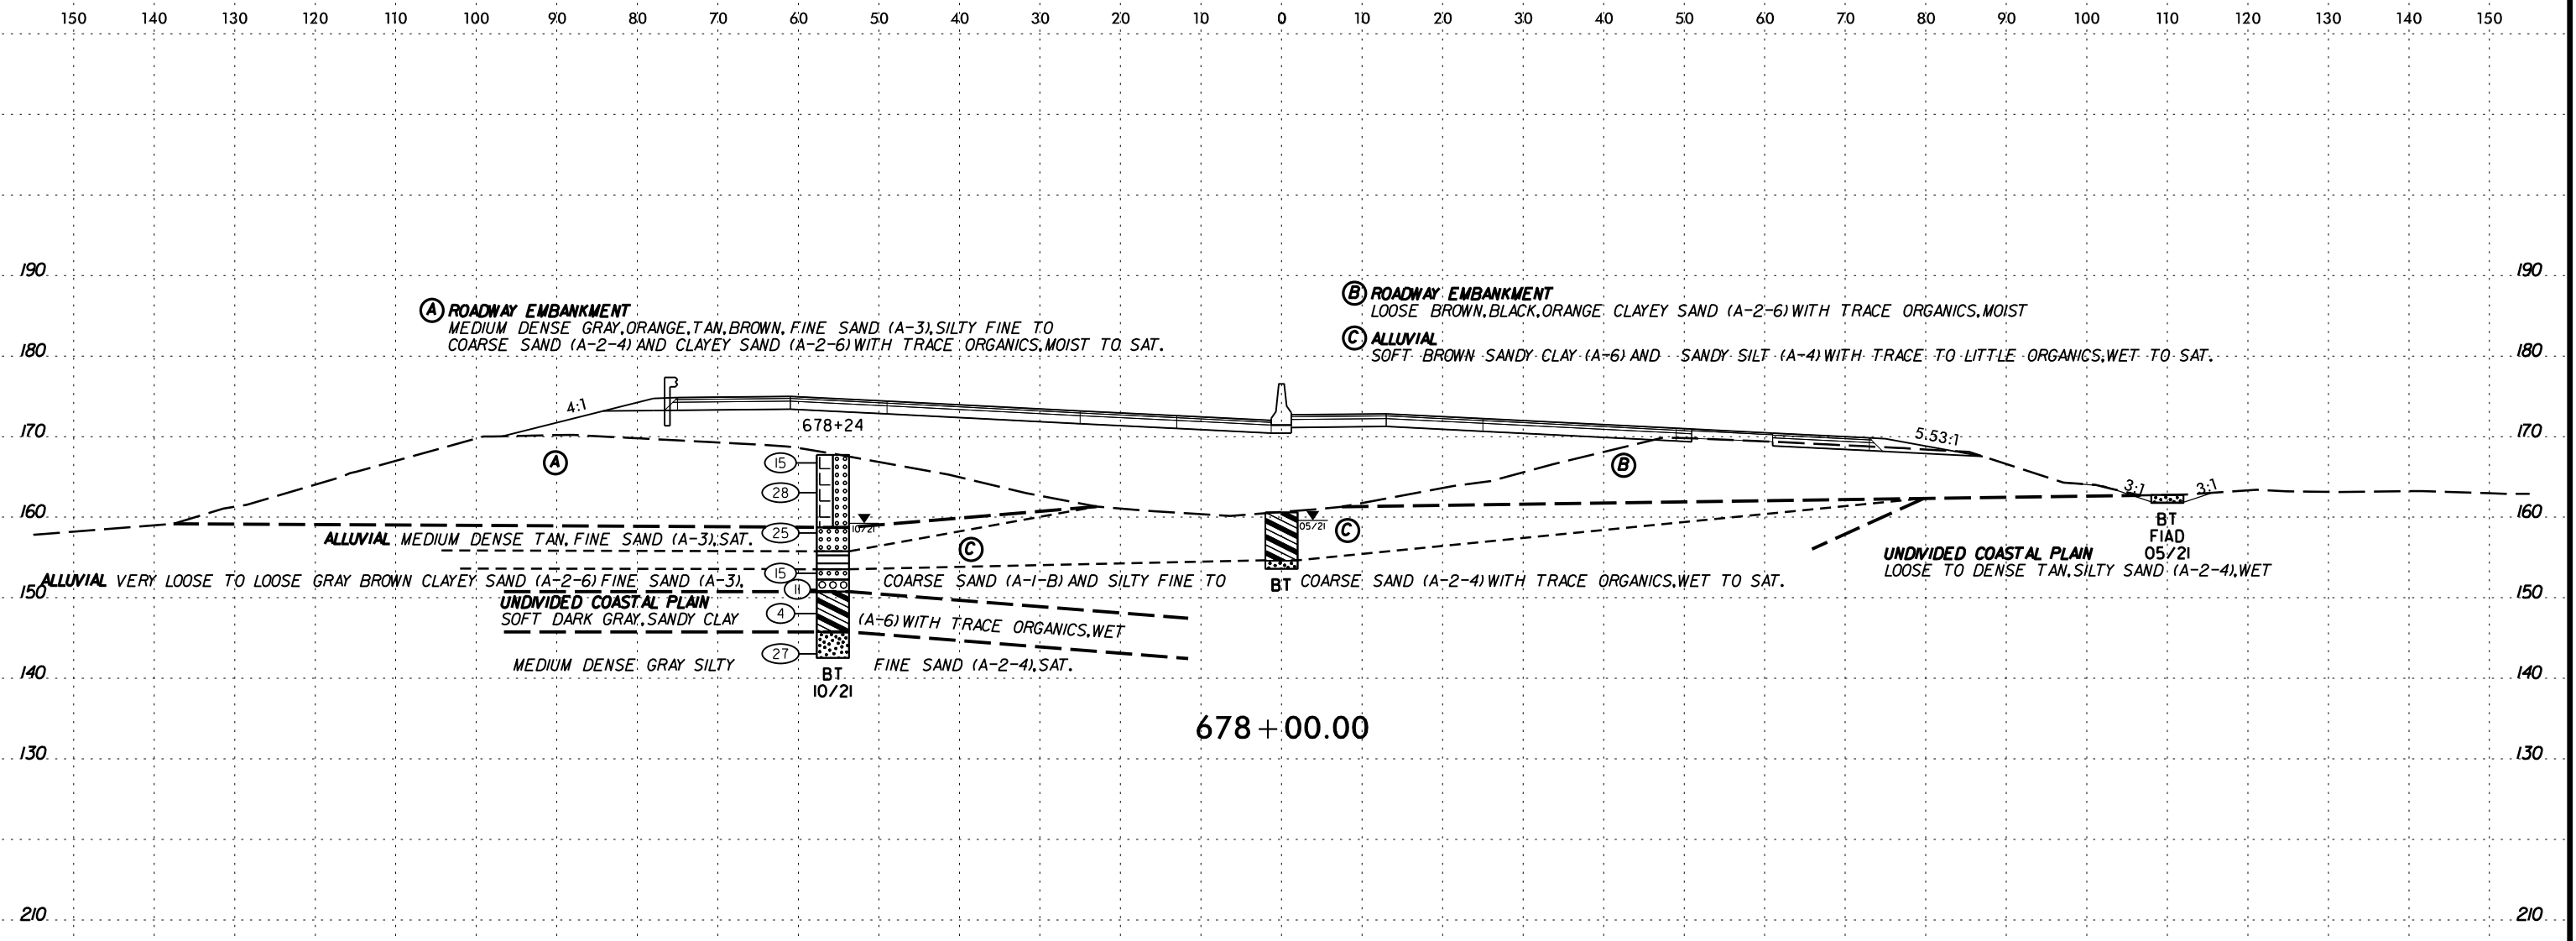 150 140 130 120 110 100 90 80 70 60 50 40 30 20 10 0 10 20 30 40 50 60 70 80 90 100 110 120 130 140 150
190 190
Ⓐ ROADWAY EMBANKMENT
MEDIUM DENSE GRAY,ORANGE,TAN,BROWN, FINE SAND (A-3),SILTY FINE TO
COARSE SAND (A-2-4) AND CLAYEY SAND (A-2-6) WITH TRACE ORGANICS,MOIST TO SAT.
Ⓑ ROADWAY EMBANKMENT
LOOSE BROWN,BLACK,ORANGE CLAYEY SAND (A-2-6) WITH TRACE ORGANICS,MOIST
Ⓒ ALLUVIAL
SOFT BROWN SANDY CLAY (A-6) AND SANDY SILT (A-4) WITH TRACE TO LITTLE ORGANICS,WET TO SAT.
180 180
4:1
678+24
5.53:1
170 170
A
B
15
28
3:1 3:1
160 160
10/21
05/21
C
25
BT
FIAD
05/21
ALLUVIAL MEDIUM DENSE TAN, FINE SAND (A-3),SAT.
C
UNDIVIDED COASTAL PLAIN
LOOSE TO DENSE TAN,SILTY SAND (A-2-4),WET
15
ALLUVIAL VERY LOOSE TO LOOSE GRAY BROWN CLAYEY SAND (A-2-6) FINE SAND (A-3), COARSE SAND (A-1-B) AND SILTY FINE TO COARSE SAND (A-2-4) WITH TRACE ORGANICS,WET TO SAT.
BT
11
150 150
UNDIVIDED COASTAL PLAIN
SOFT DARK GRAY,SANDY CLAY (A-6) WITH TRACE ORGANICS,WET
4
27
MEDIUM DENSE GRAY SILTY FINE SAND (A-2-4),SAT.
140 140
BT
10/21
678+00.00
130 130
210 210